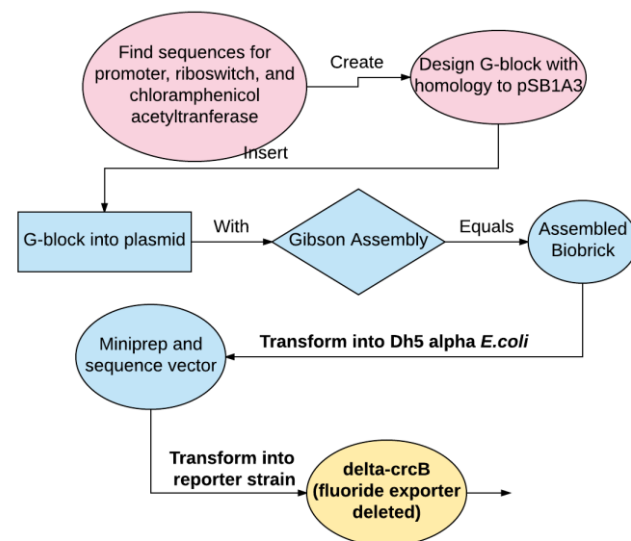 Find sequences for
promoter, riboswitch, and
chloramphenicol
acetyltranferase
Create
Design G-block with
homology to pSB1A3
Insert
G-block into plasmid
With
Gibson Assembly
Equals
Assembled
Biobrick
Transform into Dh5 alpha E.coli
Miniprep and
sequence vector
Transform into
reporter strain
delta-crcB
(fluoride exporter
deleted)